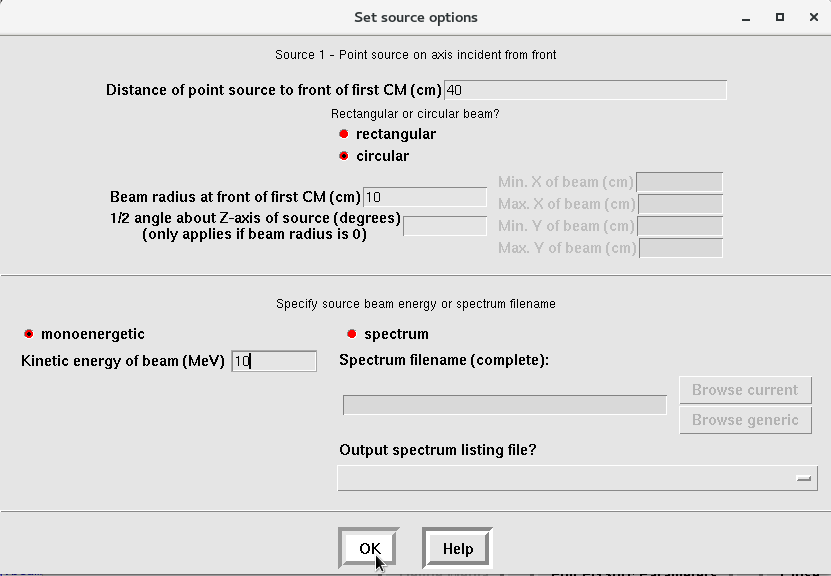 Set source options
Source 1 - Point source on axis incident from front
Distance of point source to front of first CM (cm) 40
Rectangular or circular beam?
rectangular
circular
Beam radius at front of first CM (cm) 10
1/2 angle about Z-axis of source (degrees)
(only applies if beam radius is 0)
Min. X of beam (cm)
Max. X of beam (cm)
Min. Y of beam (cm)
Max. Y of beam (cm)
Specify source beam energy or spectrum filename
monoenergetic
spectrum
Kinetic energy of beam (MeV) 10
Spectrum filename (complete):
Browse current
Browse generic
Output spectrum listing file?
OK
Help